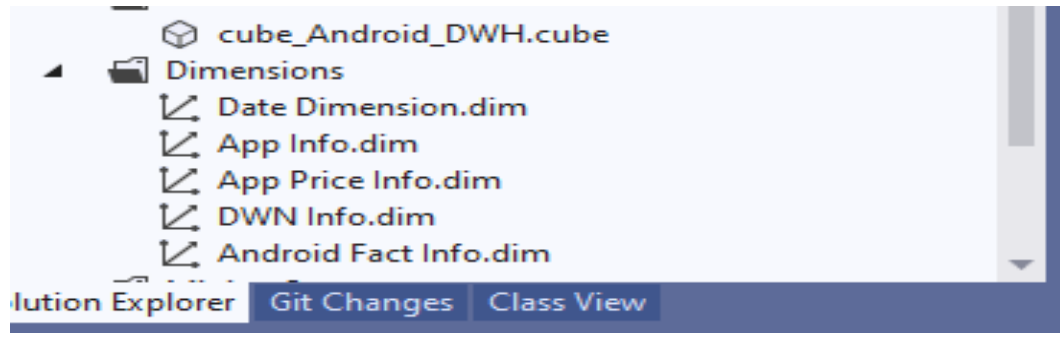 cube_Android_DWH.cube
Dimensions
Date Dimension.dim
App Info.dim
App Price Info.dim
DWN Info.dim
Android Fact Info.dim
lution Explorer Git Changes Class View